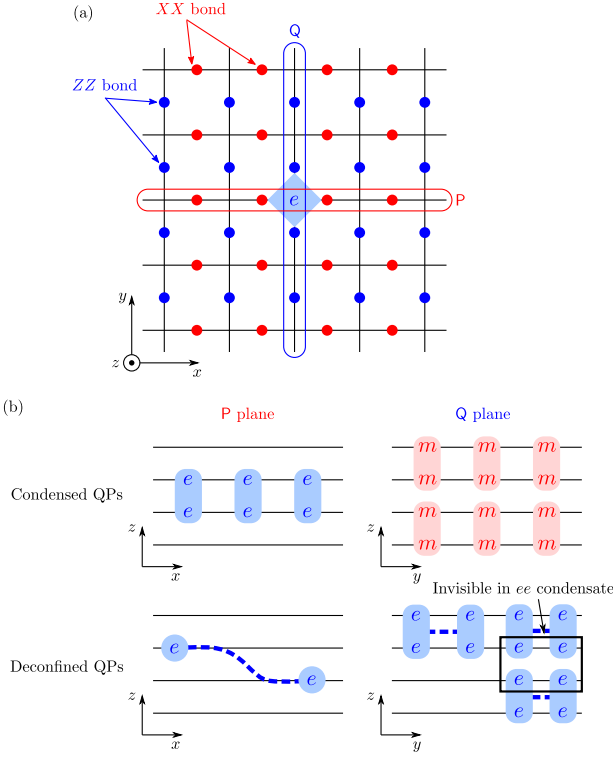 (a)
XX bond
Q
ZZ bond
e
P
y
z
x
(b)
P plane
Q plane
m m m
e e e
m m m
Condensed QPs
e e e
m m m
z
z
m m m
x
y
Invisible in ee condensate
e e e e
e
e e e e
Deconfined QPs
e
e e
z
z
e e
x
y